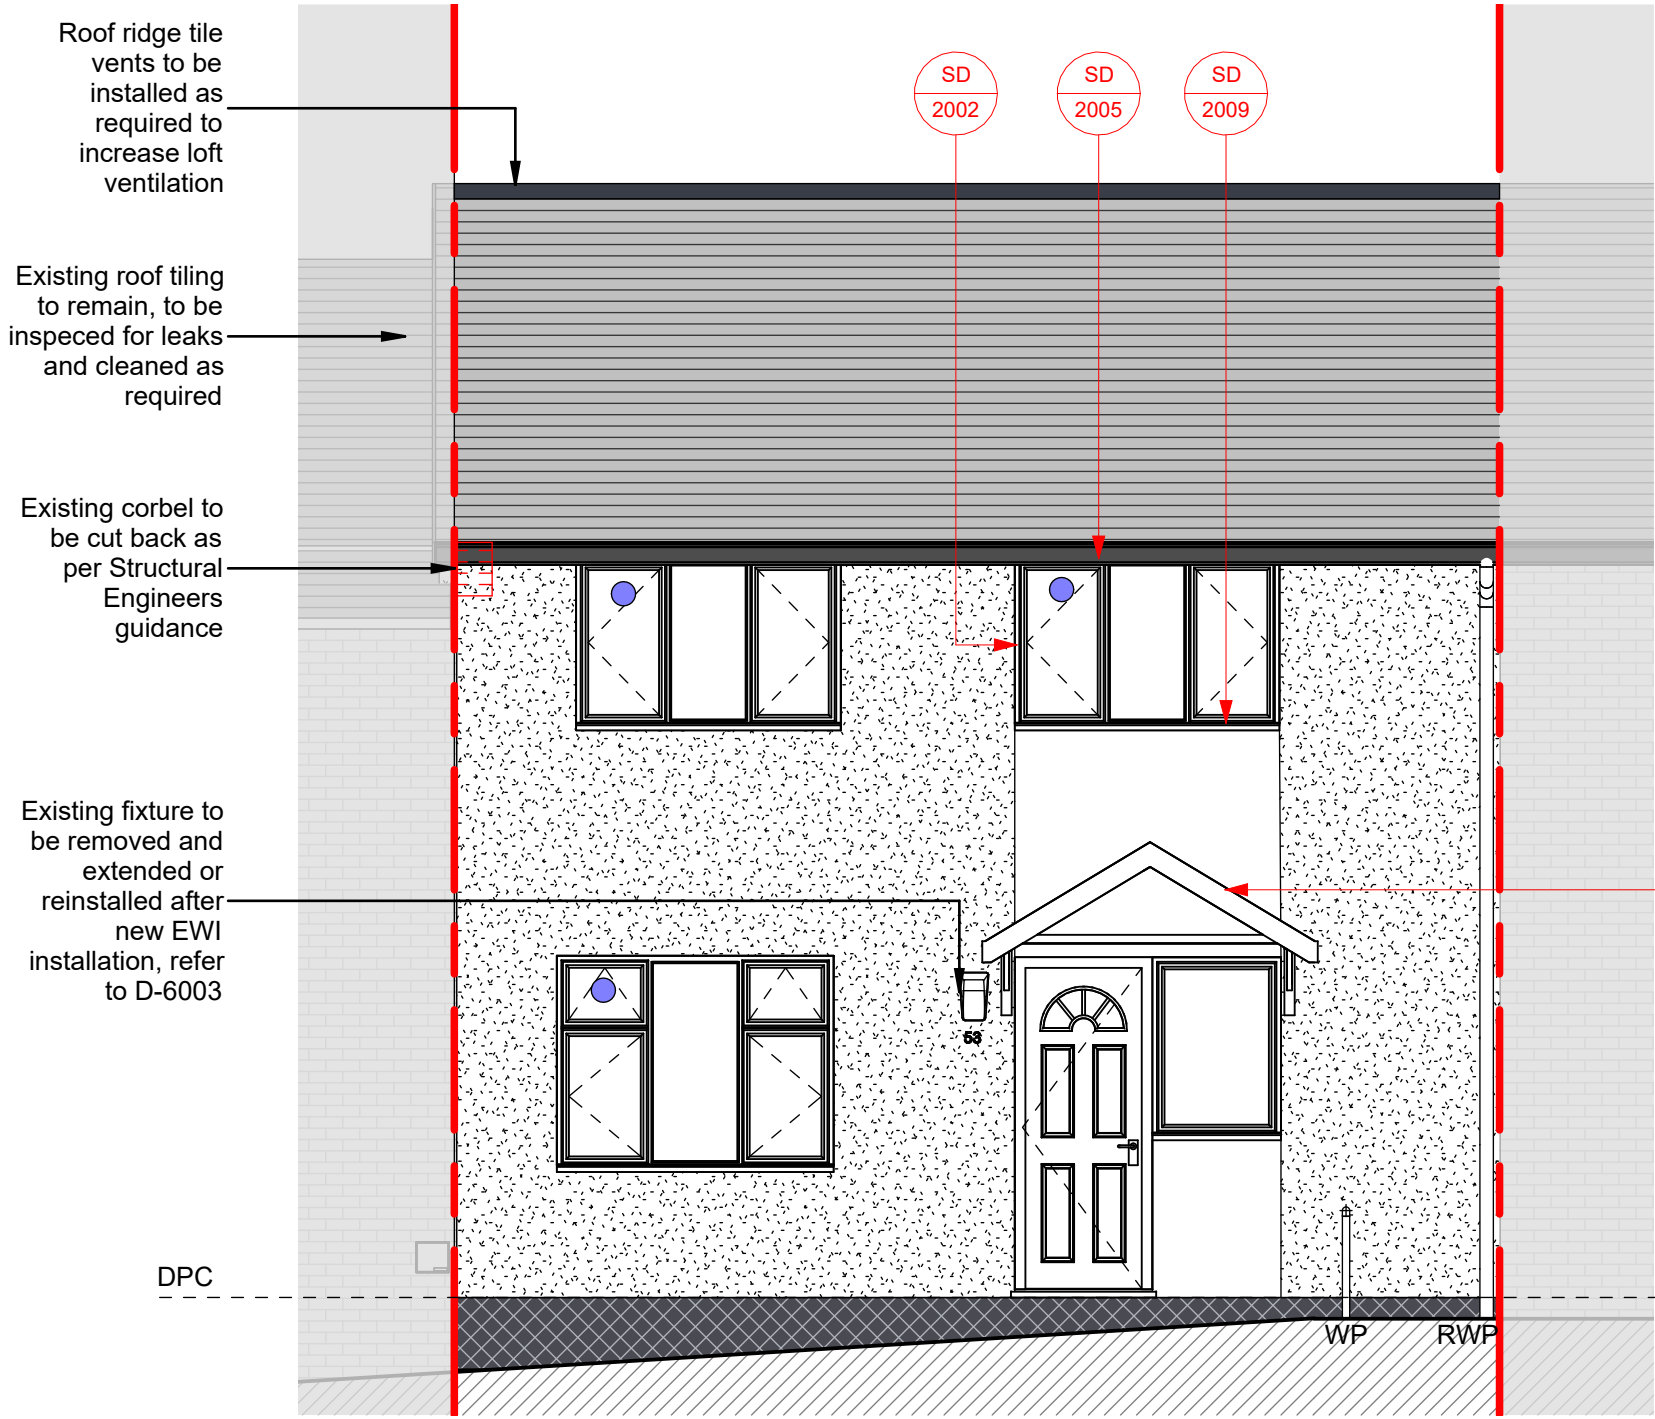 Roof ridge tile
vents to be
installed as
required to
increase loft
ventilation
SD
2002
SD
2005
SD
2009
Existing roof tiling
to remain, to be
inspeced for leaks
and cleaned as
required
Existing corbel to
be cut back as
per Structural
Engineers
guidance
Existing fixture to
be removed and
extended or
reinstalled after
new EWI
installation, refer
to D-6003
53
DPC
WP
RWP